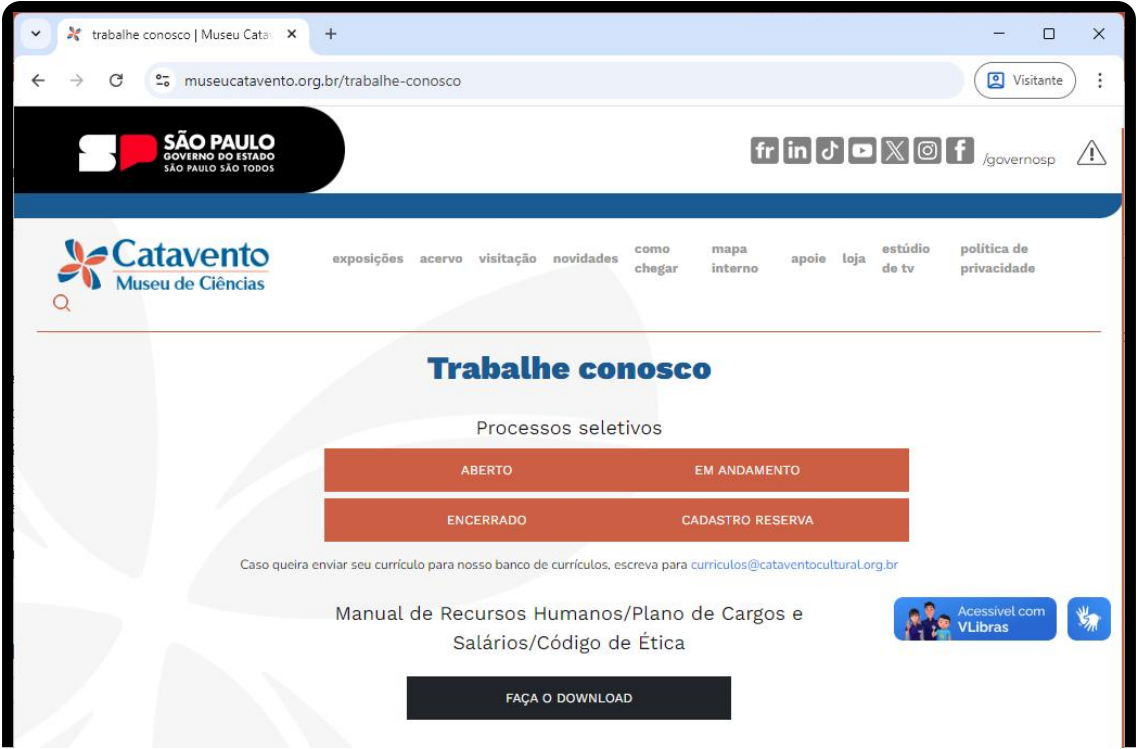 trabalhe conosco | Museu Cata
museucatavento.org.br/trabalhe-conosco
Visitante
SÃO PAULO
GOVERNO DO ESTADO
SÃO PAULO SÃO TODOS
fr in f /governosp
Catavento
Museu de Ciências
exposições acervo visitação novidades como chegar mapa interno apoie loja estúdio de tv política de privacidade
Trabalhe conosco
Processos seletivos
ABERTO EM ANDAMENTO
ENCERRADO CADASTRO RESERVA
Caso queira enviar seu currículo para nosso banco de currículos, escreva para curriculos@cataventocultural.org.br
Manual de Recursos Humanos/Plano de Cargos e
Salários/Código de Ética
Acessível com
VLibras
FAÇA O DOWNLOAD